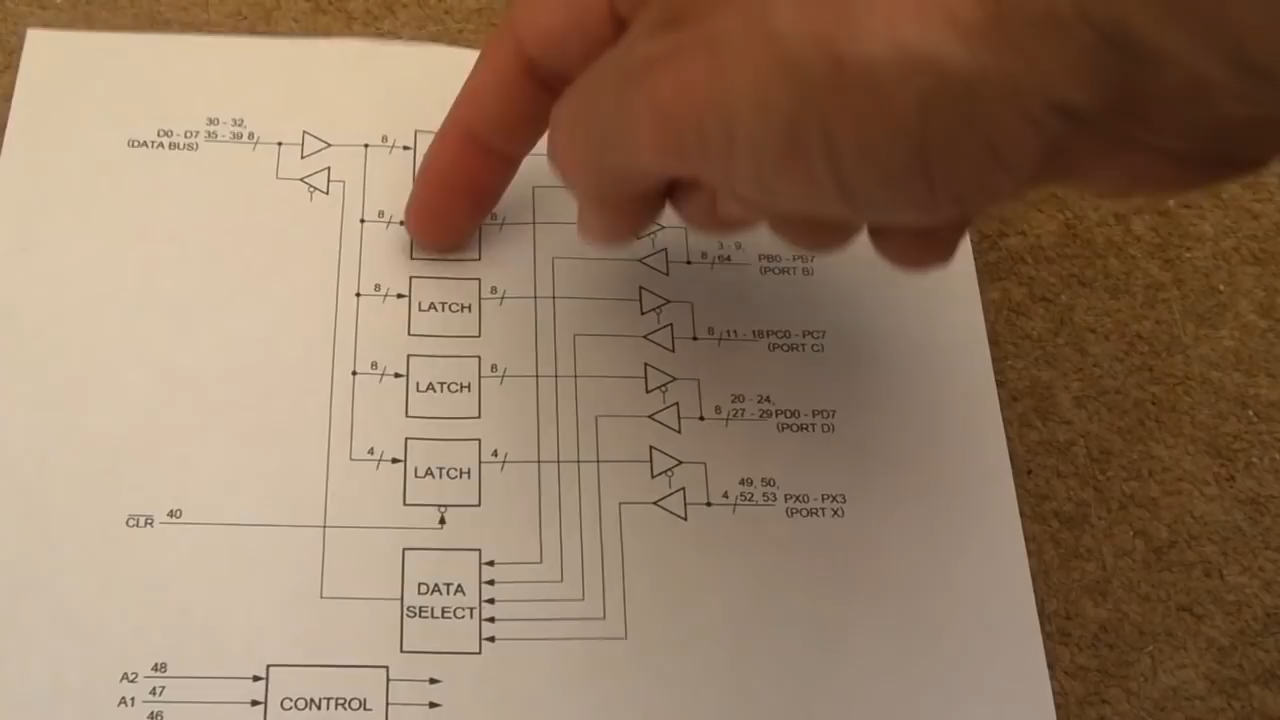 30 - 32,
D0 - D7 35 - 39 8
(DATA BUS)
8
8
8
3 - 9,
8 64 PB0 - PB7
(PORT B)
8
LATCH
8
8 11 - 18 PC0 - PC7
(PORT C)
8
LATCH
8
20 - 24,
8 27 - 29 PD0 - PD7
(PORT D)
4
LATCH
4
49, 50,
4 52, 53 PX0 - PX3
(PORT X)
CLR 40
DATA
SELECT
A2 48
A1 47
46
CONTROL